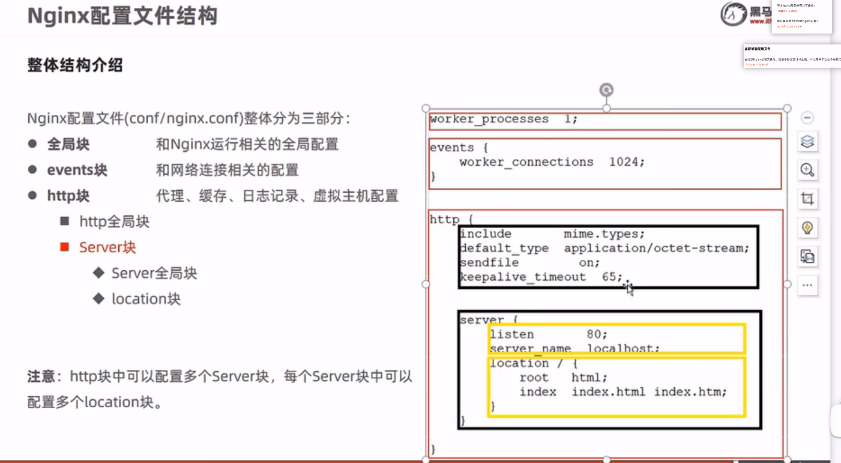 Nginx配置文件结构
黑马
整体结构介绍
Nginx配置文件(conf/nginx.conf)整体分为三部分：
● 全局块 和Nginx运行相关的全局配置
● events块 和网络连接相关的配置
● http块 代理、缓存、日志记录、虚拟主机配置
■ http全局块
■ Server块
◆ Server全局块
◆ location块
注意：http块中可以配置多个Server块，每个Server块中可以
配置多个location块。
worker_processes 1;
events {
worker_connections 1024;
}
http {
include mime.types;
default_type application/octet-stream;
sendfile on;
keepalive_timeout 65;
server {
listen 80;
server_name localhost;
location / {
root html;
index index.html index.htm;
}
}
}